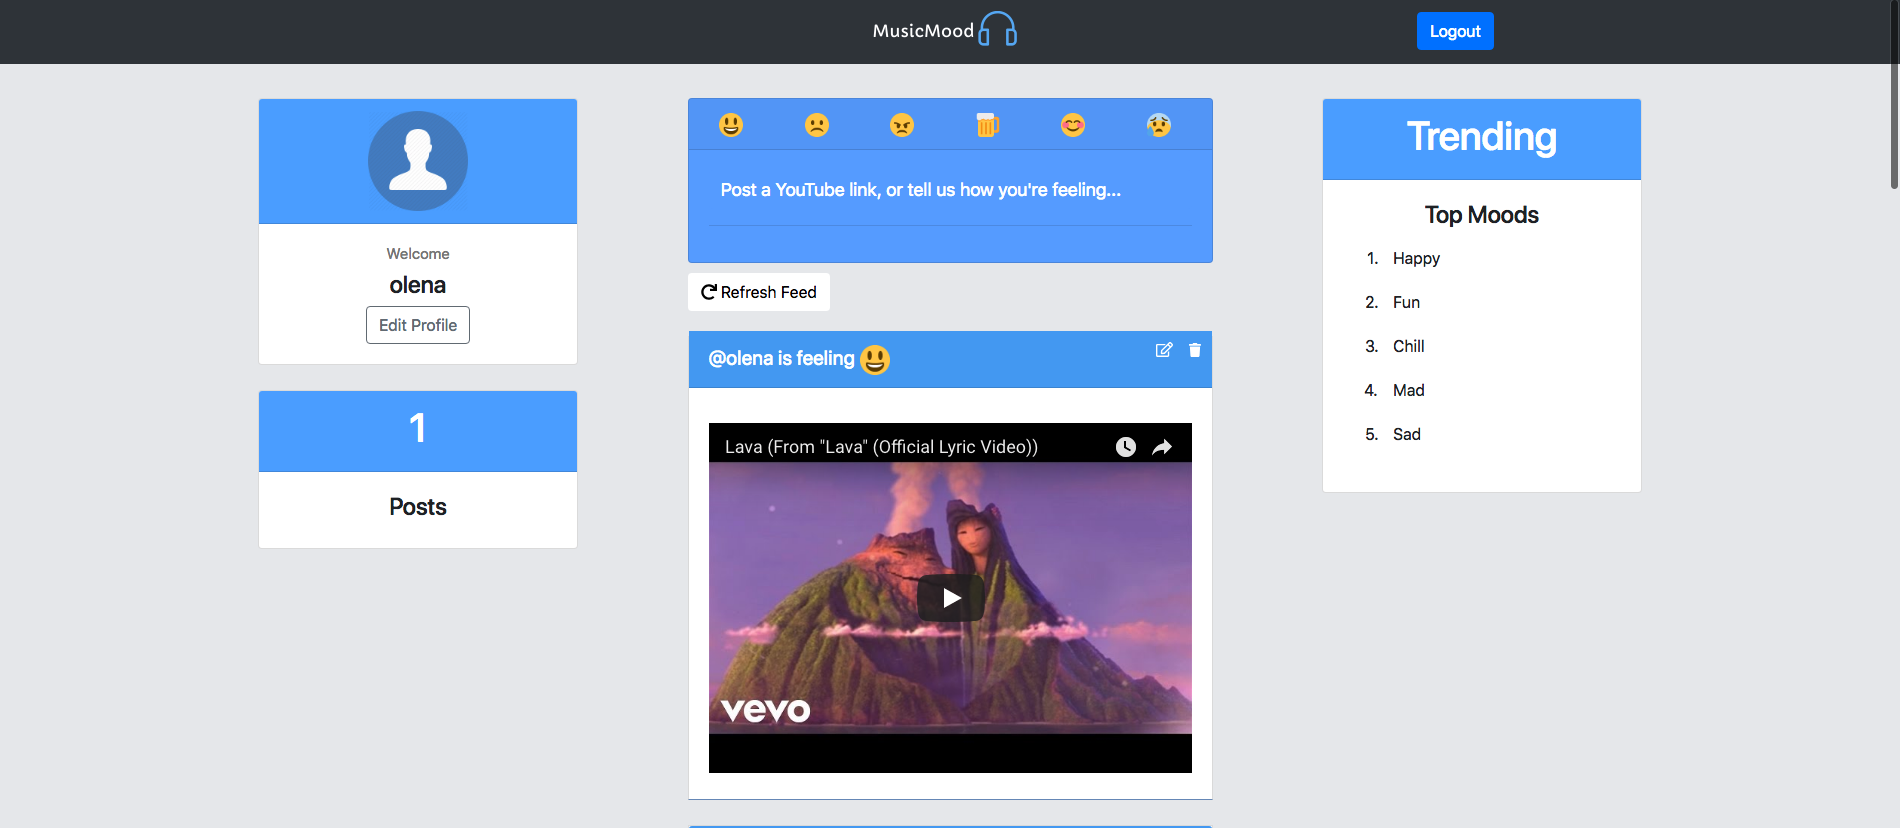 MusicMood
Logout
Welcome
olena
Edit Profile
1
Posts
Post a YouTube link, or tell us how you're feeling...
Refresh Feed
@olena is feeling
Lava (From "Lava" (Official Lyric Video))
vevo
Trending
Top Moods
1. Happy
2. Fun
3. Chill
4. Mad
5. Sad